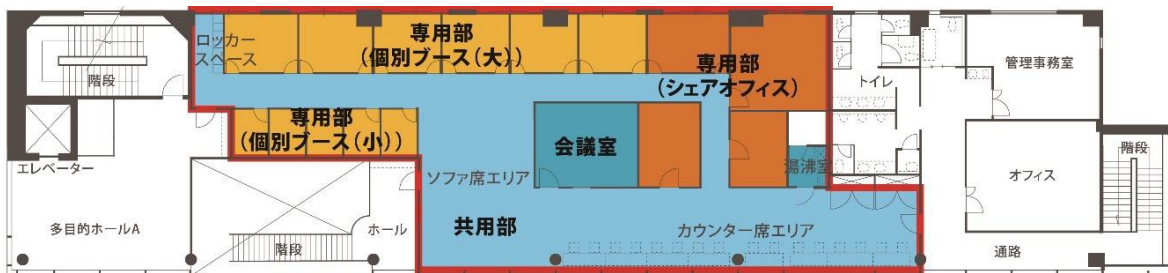 ロッカー
スペース
専用部
(個別ブース(大))
専用部
(シェアオフィス)
トイレ
管理事務室
階段
専用部
(個別ブース(小))
会議室
湯沸室
階段
エレベーター
ソファ席エリア
オフィス
多目的ホールA
階段
ホール
共用部
カウンター席エリア
通路